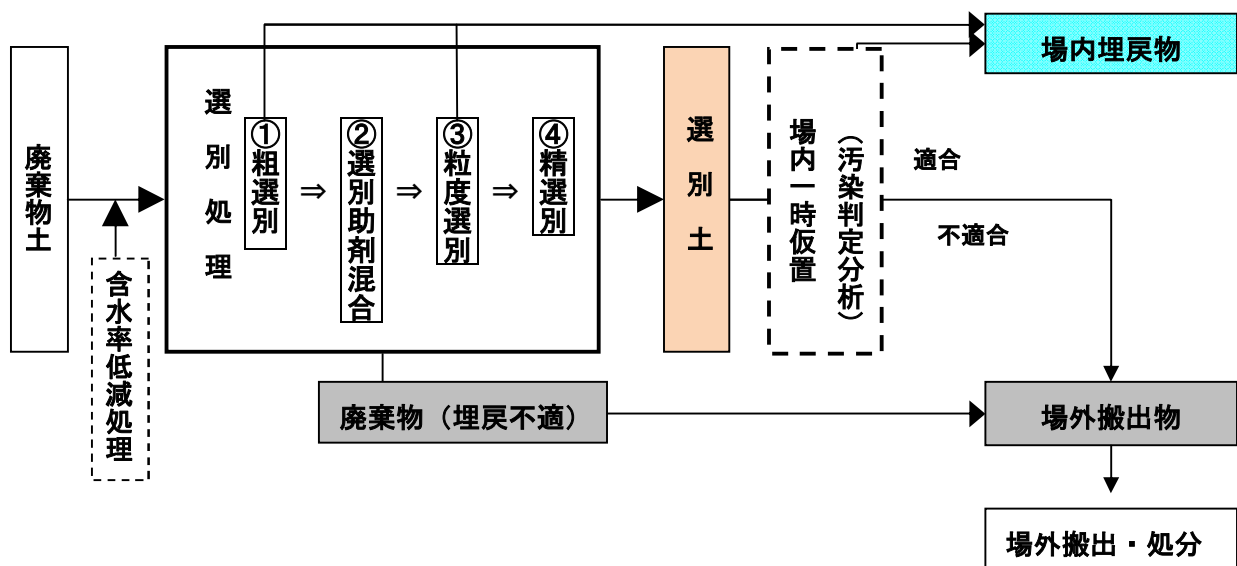 廃棄物土
含水率低減処理
選別処理
①粗選別
⇒
②選別助剤混合
⇒
③粒度選別
⇒
④精選別
選別土
(汚染判定分析)
場内一時仮置
適合
不適合
場内埋戻物
廃棄物(埋戻不適)
場外搬出物
場外搬出・処分